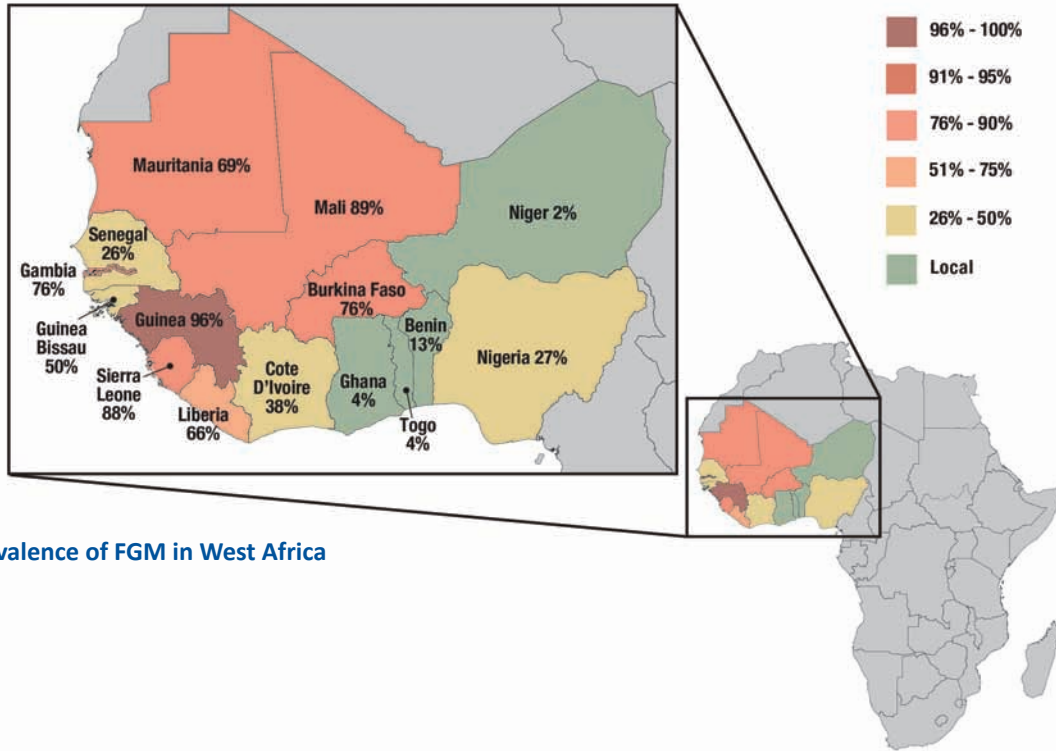 96% - 100%
91% - 95%
76% - 90%
51% - 75%
26% - 50%
Local
Mauritania 69%
Mali 89%
Niger 2%
Senegal
26%
Gambia
76%
Guinea
Bissau
50%
Guinea 96%
Sierra
Leone
88%
Liberia
66%
Cote
D'Ivoire
38%
Burkina Faso
76%
Ghana
4%
Togo
4%
Benin
13%
Nigeria 27%
valence of FGM in West Africa